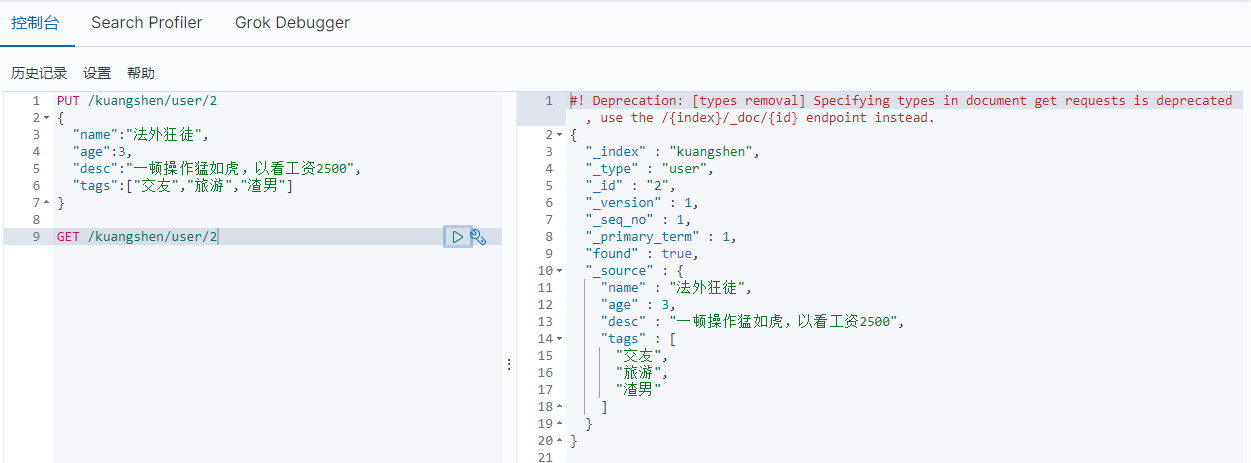 控制台 Search Profiler Grok Debugger
历史记录 设置 帮助
1 PUT /kuangshen/user/2
2 {
3 "name":"法外狂徒",
4 "age":3,
5 "desc":"一顿操作猛如虎，以看工资2500",
6 "tags":["交友","旅游","渣男"]
7 }
8
9 GET /kuangshen/user/2
1 #! Deprecation: [types removal] Specifying types in document get requests is deprecated
, use the /{index}/_doc/{id} endpoint instead.
2 {
3 "_index" : "kuangshen",
4 "_type" : "user",
5 "_id" : "2",
6 "_version" : 1,
7 "_seq_no" : 1,
8 "_primary_term" : 1,
9 "found" : true,
10 "_source" : {
11 "name" : "法外狂徒",
12 "age" : 3,
13 "desc" : "一顿操作猛如虎，以看工资2500",
14 "tags" : [
15 "交友",
16 "旅游",
17 "渣男"
18 ]
19 }
20 }
21